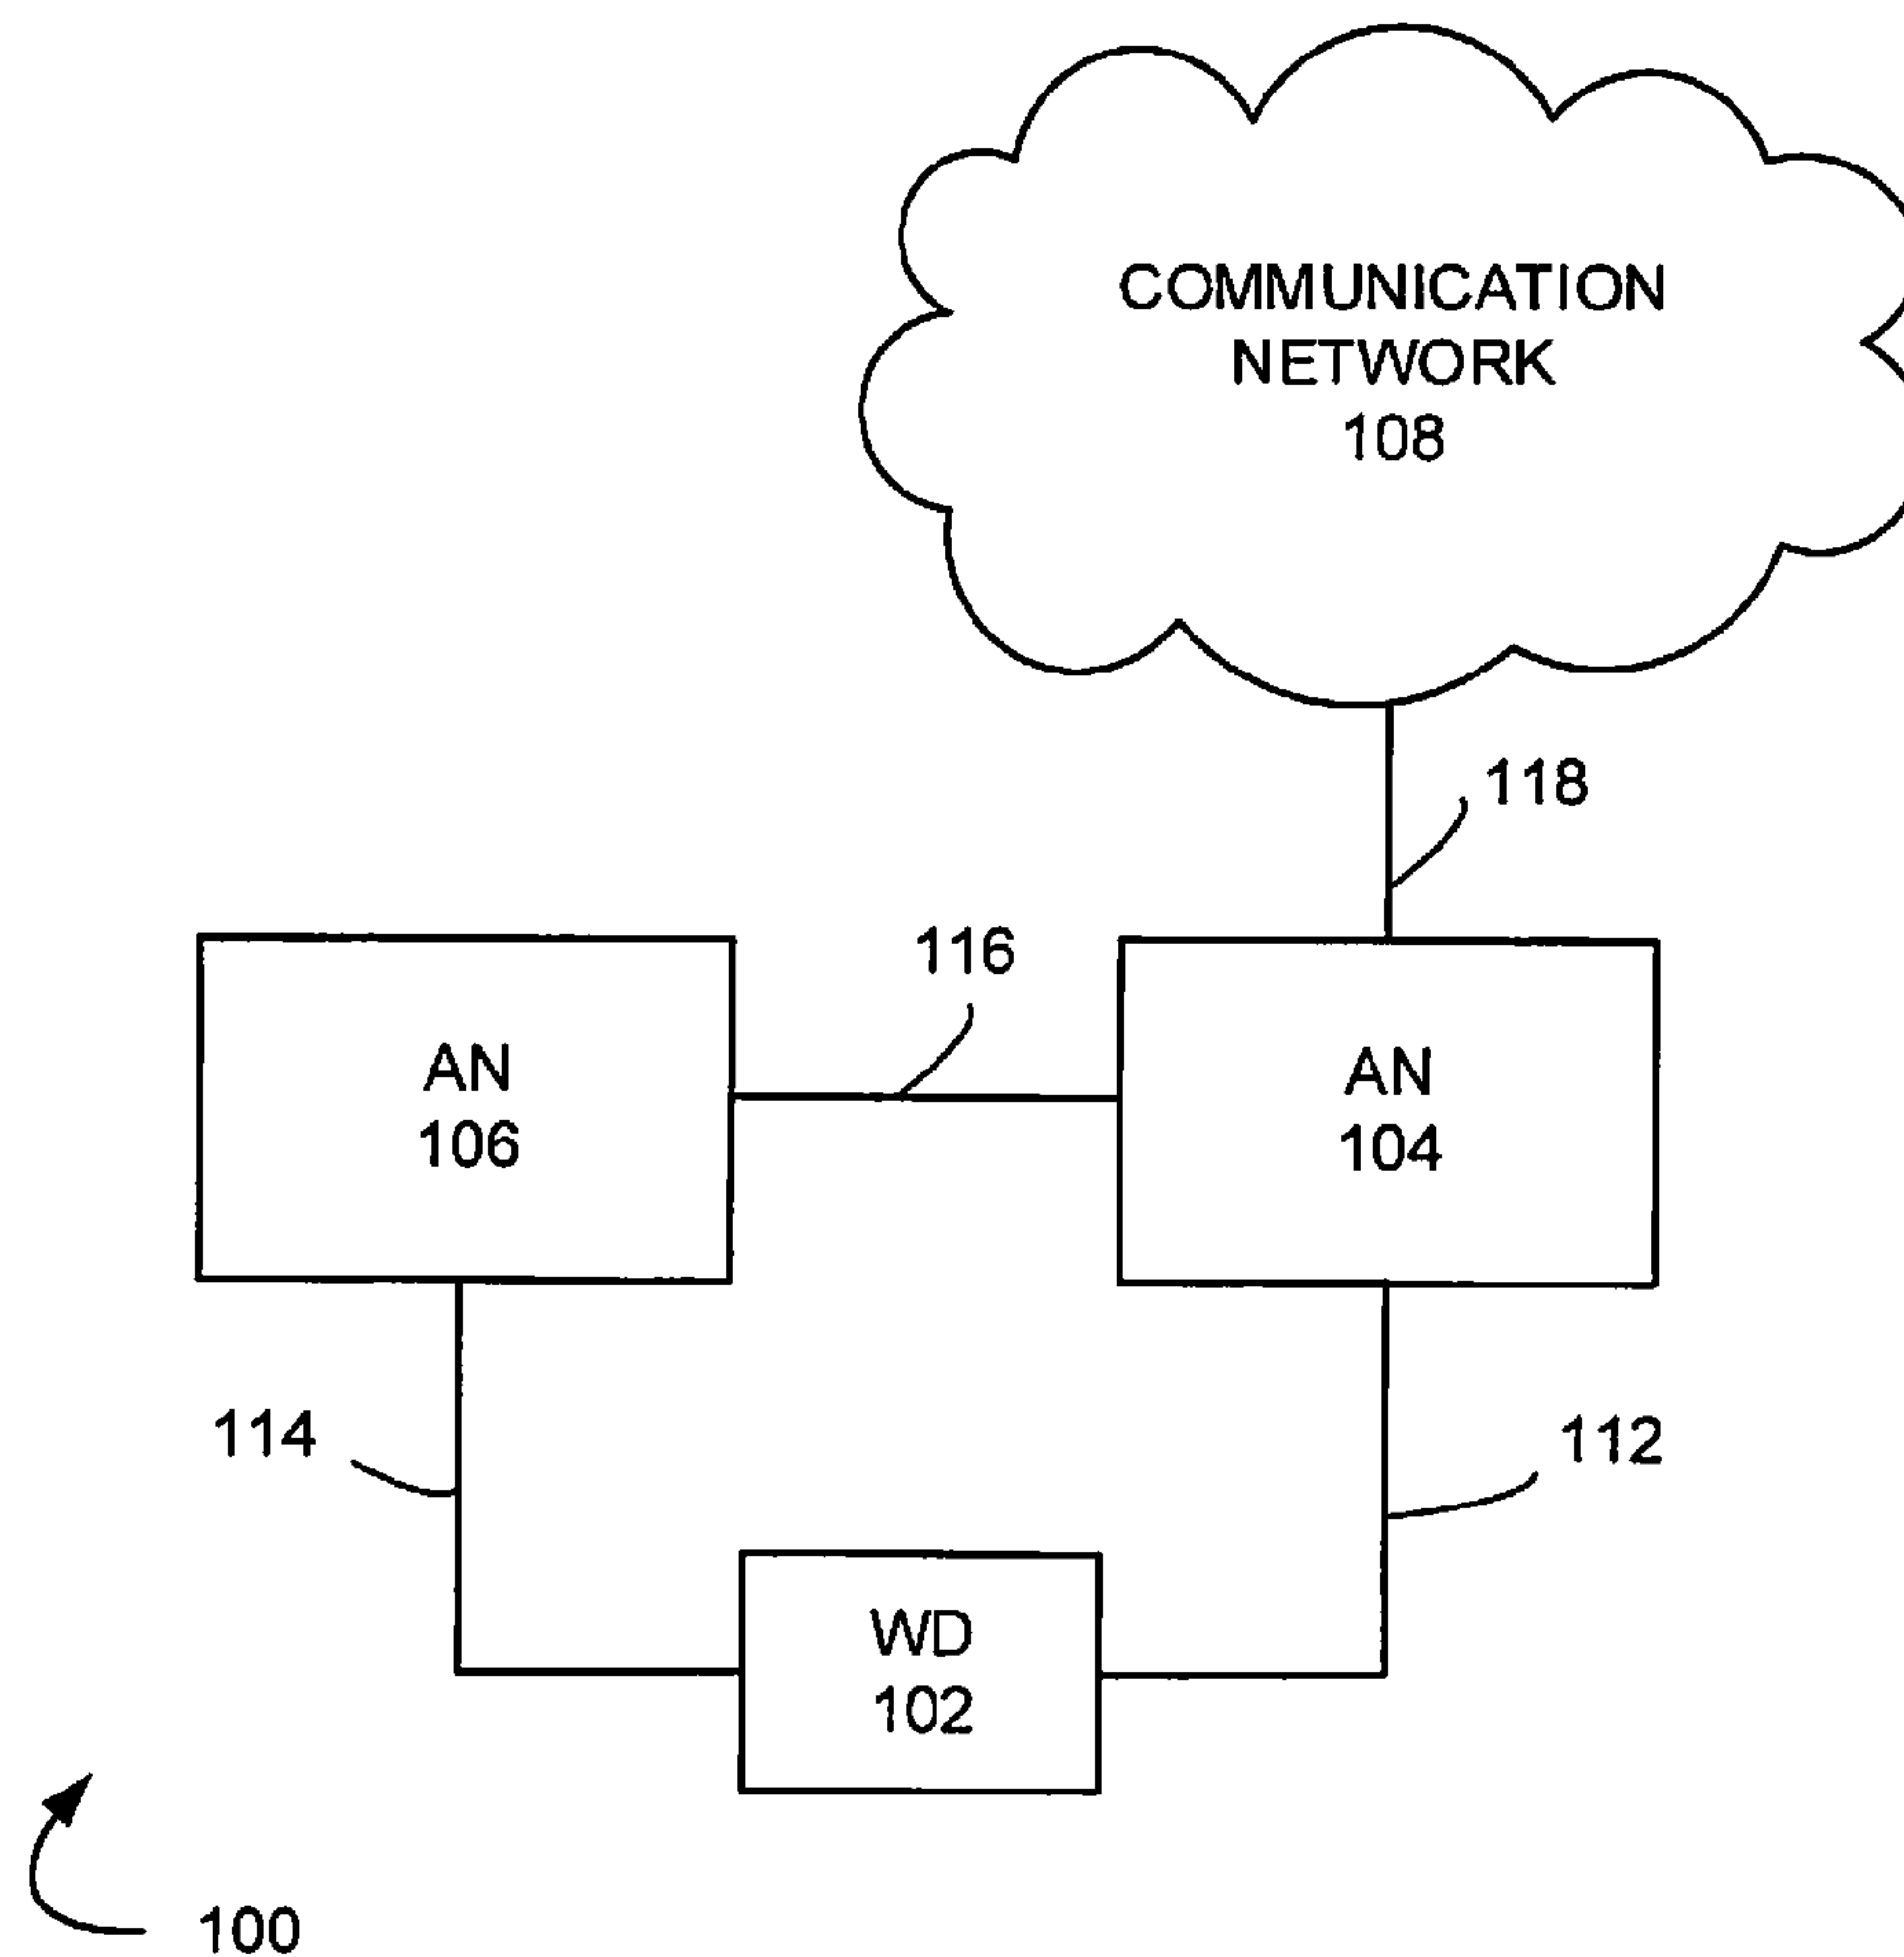 COMMUNICATION
NETWORK
108
118
116
AN
106
AN
104
114
112
WD
102
100